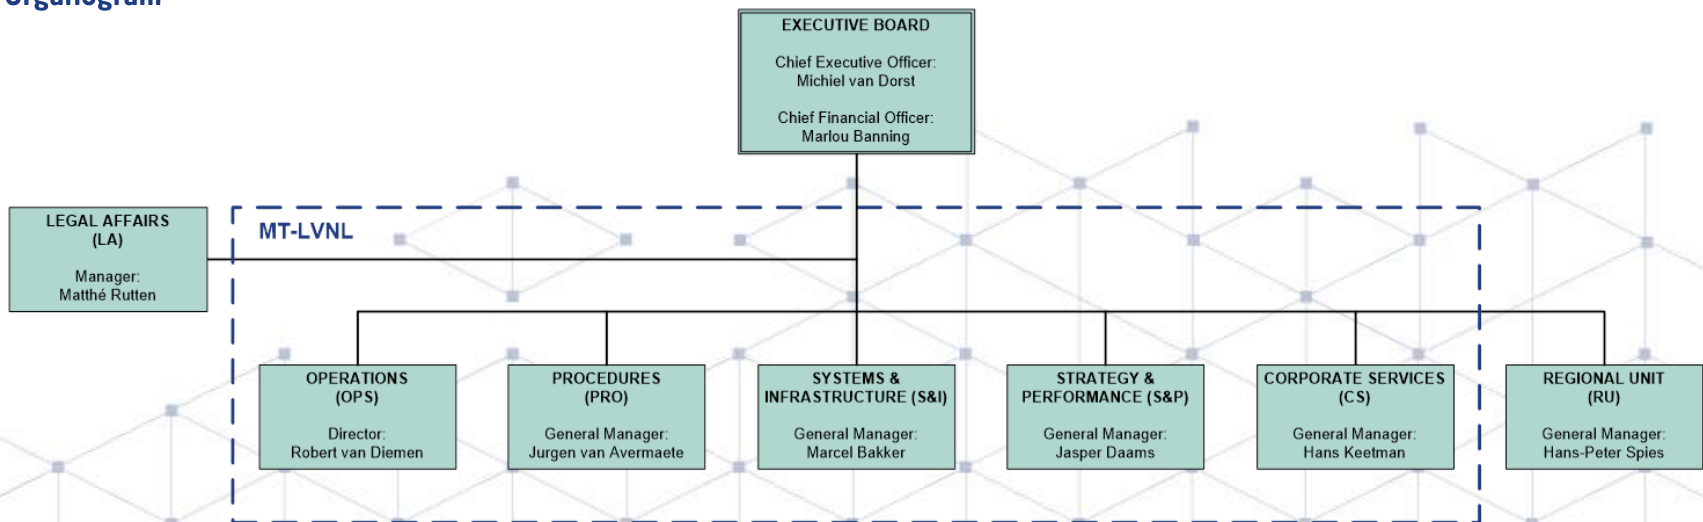 Organogram
EXECUTIVE BOARD
Chief Executive Officer:
Michiel van Dorst
Chief Financial Officer:
Marlou Banning
LEGAL AFFAIRS
(LA)
Manager:
Matthé Rutten
MT-LVNL
OPERATIONS
(OPS)
Director:
Robert van Diemen
PROCEDURES
(PRO)
General Manager:
Jurgen van Avermaete
SYSTEMS &
INFRASTRUCTURE (S&I)
General Manager:
Marcel Bakker
STRATEGY &
PERFORMANCE (S&P)
General Manager:
Jasper Daams
CORPORATE SERVICES
(CS)
General Manager:
Hans Keetman
REGIONAL UNIT
(RU)
General Manager:
Hans-Peter Spies